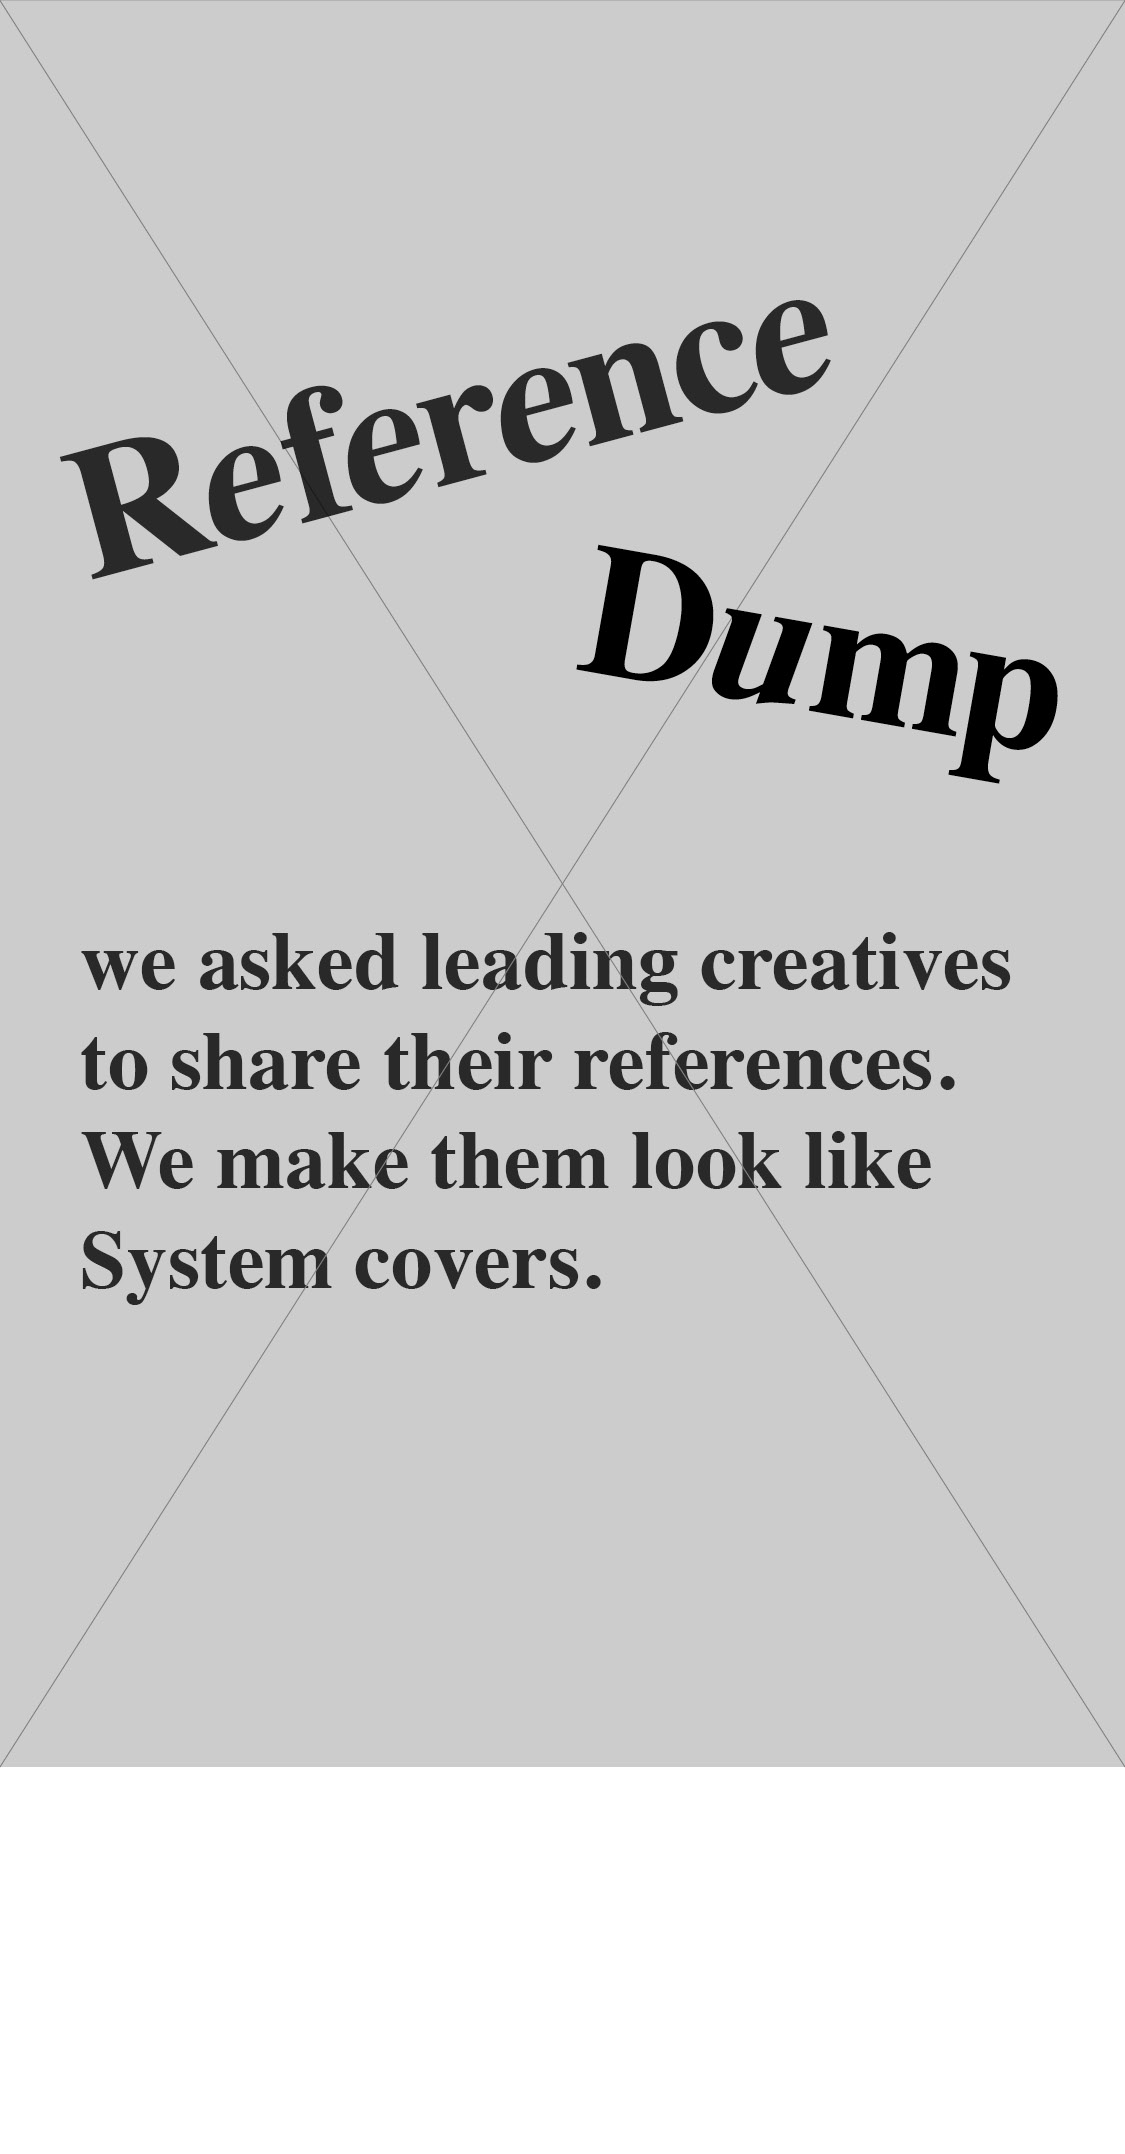 Reference
Dump
we asked leading creatives
to share their references.
We make them look like
System covers.